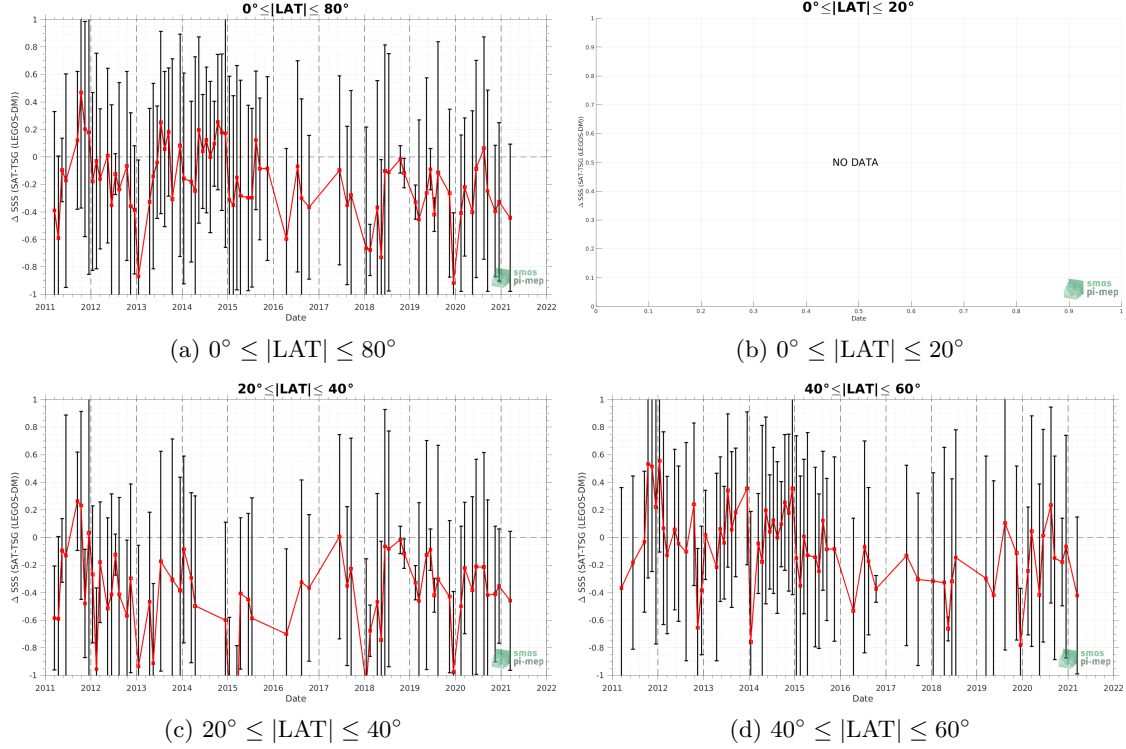 0°≤|LAT|≤ 80°
Δ SSS (SAT-TSG (LEGOS-DM))
1
0.8
0.6
0.4
0.2
0
-0.2
-0.4
-0.6
-0.8
-1
2011 2012 2013 2014 2015 2016 2017 2018 2019 2020 2021 2022
Date
smos
pi-mep
(a) 0° ≤ |LAT| ≤ 80°
0°≤|LAT|≤ 20°
Δ SSS (SAT-TSG (LEGOS-DM))
1
0.9
0.8
0.7
0.6
0.5
0.4
0.3
0.2
0.1
0
NO DATA
0 0.1 0.2 0.3 0.4 0.5 0.6 0.7 0.8 0.9 1
Date
smos
pi-mep
(b) 0° ≤ |LAT| ≤ 20°
20°≤|LAT|≤ 40°
Δ SSS (SAT-TSG (LEGOS-DM))
1
0.8
0.6
0.4
0.2
0
-0.2
-0.4
-0.6
-0.8
-1
2011 2012 2013 2014 2015 2016 2017 2018 2019 2020 2021 2022
Date
smos
pi-mep
(c) 20° ≤ |LAT| ≤ 40°
40°≤|LAT|≤ 60°
Δ SSS (SAT-TSG (LEGOS-DM))
1
0.8
0.6
0.4
0.2
0
-0.2
-0.4
-0.6
-0.8
-1
2011 2012 2013 2014 2015 2016 2017 2018 2019 2020 2021 2022
Date
smos
pi-mep
(d) 40° ≤ |LAT| ≤ 60°